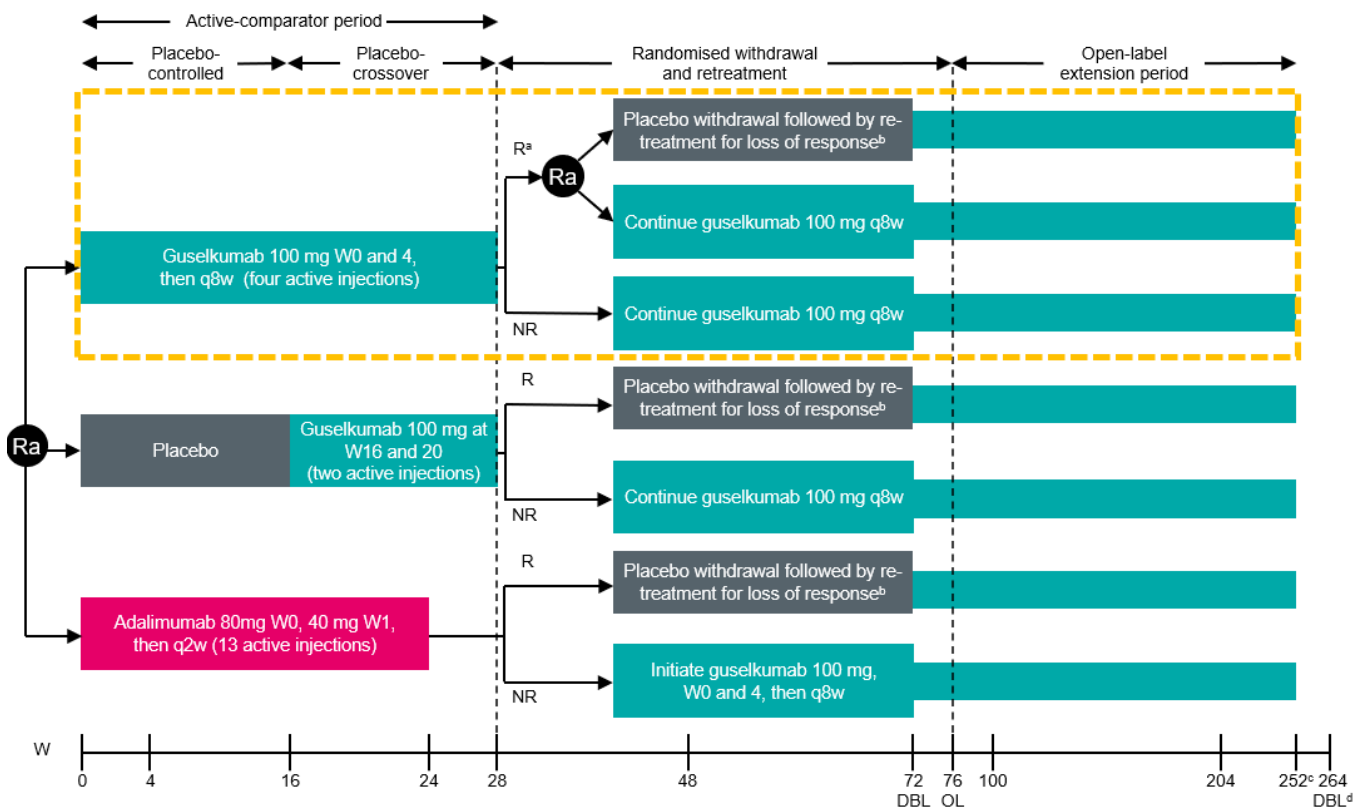 Active-comparator period
Placebo-
controlled
Placebo-
crossover
Randomised withdrawal
and retreatment
Open-label
extension period
Placebo withdrawal followed by re-
treatment for loss of responseᵇ
Rᵃ
Ra
Continue guselkumab 100 mg q8w
Guselkumab 100 mg W0 and 4,
then q8w (four active injections)
Continue guselkumab 100 mg q8w
NR
R
Placebo withdrawal followed by re-
treatment for loss of responseᵇ
Ra
Placebo
Guselkumab 100 mg at
W16 and 20
(two active injections)
Continue guselkumab 100 mg q8w
NR
R
Placebo withdrawal followed by re-
treatment for loss of responseᵇ
Adalimumab 80mg W0, 40 mg W1,
then q2w (13 active injections)
Initiate guselkumab 100 mg,
W0 and 4, then q8w
NR
W
0 4 16 24 28 48 72 76 100 204 252ᶜ 264
DBL OL DBLᵈ